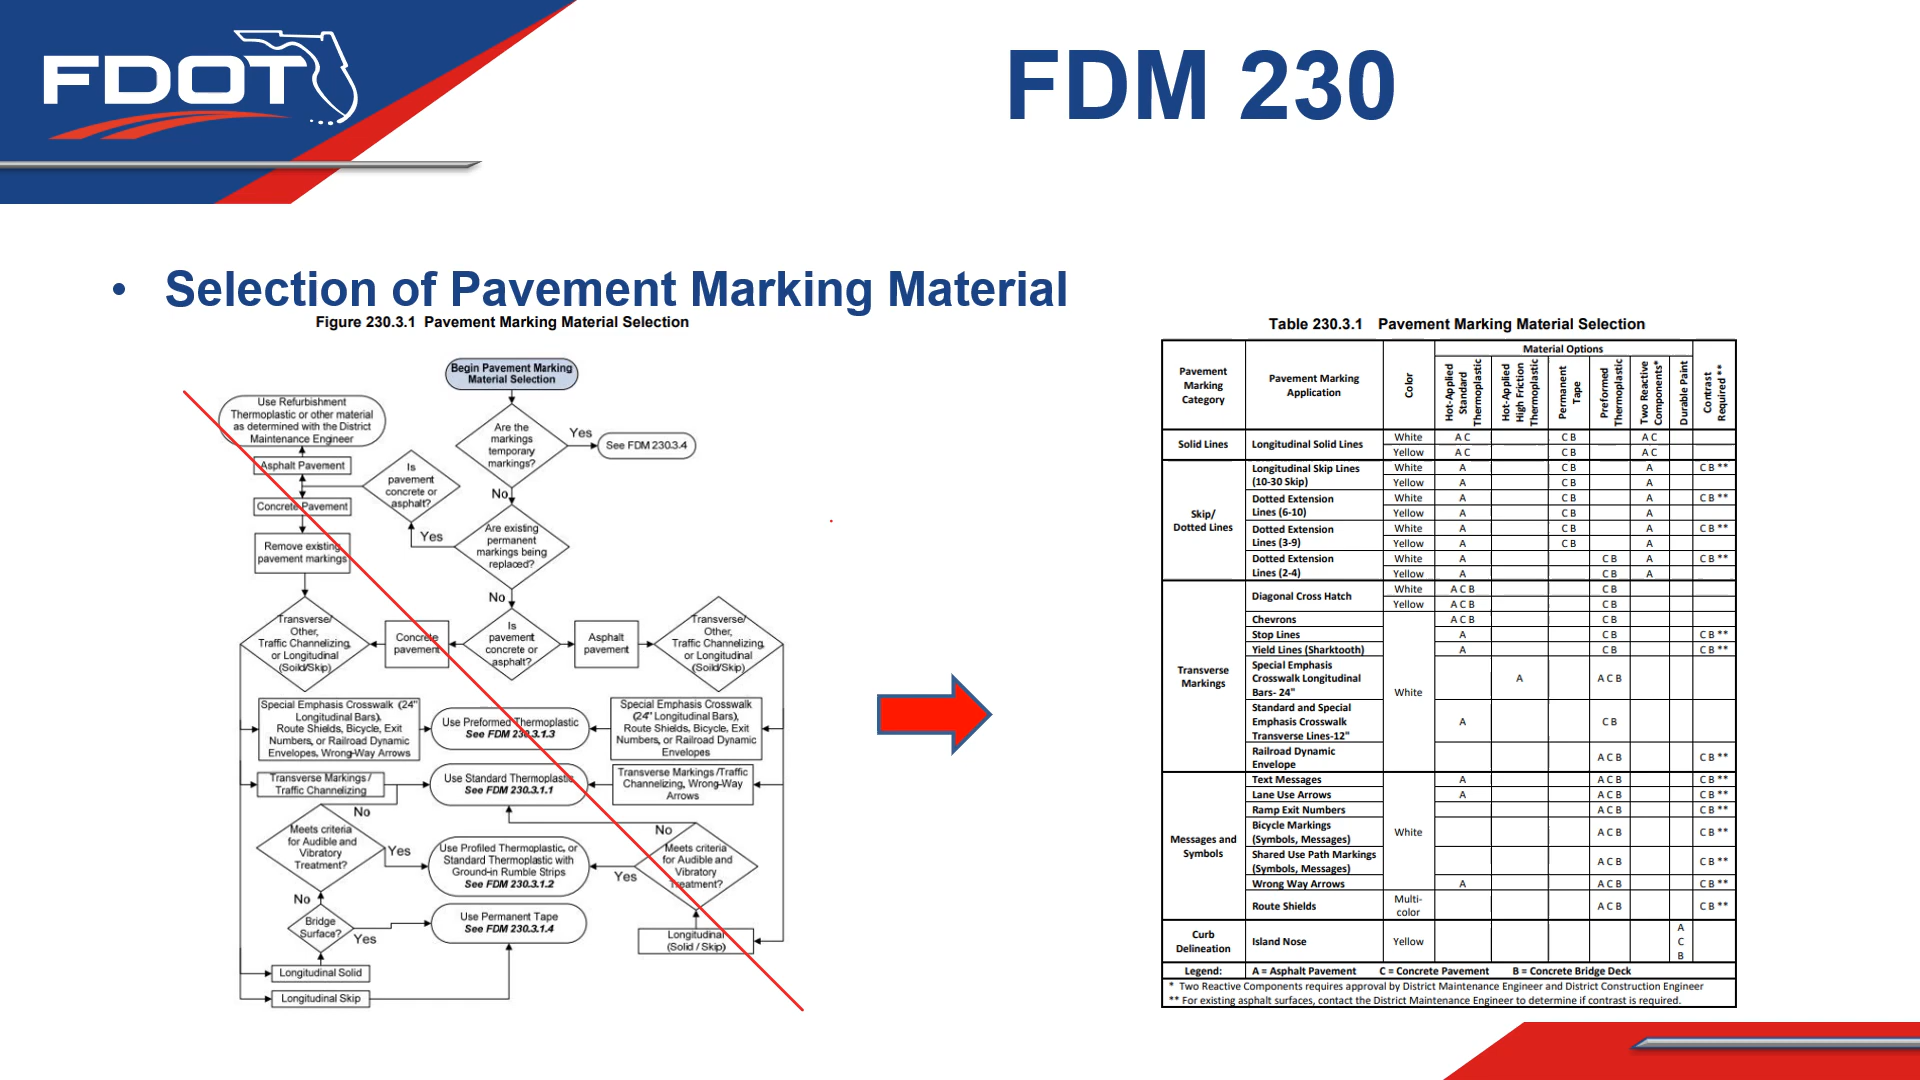 FDOT
FDM 230
• Selection of Pavement Marking Material
Figure 230.3.1 Pavement Marking Material Selection
Begin Pavement Marking
Material Selection
Use Refurbishment
Thermoplastic or other material
as determined with the District
Maintenance Engineer
Are the
markings
temporary
markings?
Yes
See FDM 230.3.4
Asphalt Pavement
Is
pavement
concrete or
asphalt?
No
Concrete Pavement
Are existing
permanent
markings being
replaced?
Yes
Remove existing
pavement markings
No
Transverse/
Other,
Traffic Channelizing,
or Longitudinal
(Soild/Skip)
Concrete
pavement
Is
pavement
concrete or
asphalt?
Asphalt
pavement
Transverse/
Other,
Traffic Channelizing,
or Longitudinal
(Soild/Skip)
Special Emphasis Crosswalk (24"
Longitudinal Bars),
Route Shields, Bicycle, Exit
Numbers, or Railroad Dynamic
Envelopes, Wrong-Way Arrows
Use Preformed Thermoplastic
See FDM 230.3.1.3
Special Emphasis Crosswalk
(24" Longitudinal Bars),
Route Shields, Bicycle, Exit
Numbers, or Railroad Dynamic
Envelopes
Transverse Markings /
Traffic Channelizing
Use Standard Thermoplastic
See FDM 230.3.1.1
Transverse Markings /Traffic
Channelizing, Wrong-Way
Arrows
No
No
Meets criteria
for Audible and
Vibratory
Treatment?
Yes
Use Profiled Thermoplastic, or
Standard Thermoplastic with
Ground-in Rumble Strips
See FDM 230.3.1.2
Yes
Meets criteria
for Audible and
Vibratory
Treatment?
No
Bridge
Surface?
Yes
Use Permanent Tape
See FDM 230.3.1.4
Longitudinal
(Solid / Skip)
Longitudinal Solid
Longitudinal Skip
Table 230.3.1 Pavement Marking Material Selection
Pavement
Marking
Category
Pavement Marking
Application
Color
Material Options
Hot-Applied
Standard
Thermoplastic
Hot-Applied
High Friction
Thermoplastic
Permanent
Tape
Preformed
Thermoplastic
Two Reactive
Components*
Durable Paint
Contrast
Required **
Solid Lines
Longitudinal Solid Lines
White A C C B A C
Yellow A C C B A C
Skip/
Dotted Lines
Longitudinal Skip Lines
(10-30 Skip)
White A C B A C B **
Yellow A C B A
Dotted Extension
Lines (6-10)
White A C B A C B **
Yellow A C B A
Dotted Extension
Lines (3-9)
White A C B A C B **
Yellow A C B A
Dotted Extension
Lines (2-4)
White A C B A C B **
Yellow A C B A
Transverse
Markings
Diagonal Cross Hatch
White A C B C B
Yellow A C B C B
White
Chevrons A C B C B
Stop Lines A C B C B **
Yield Lines (Sharktooth) A C B C B **
Special Emphasis
Crosswalk Longitudinal
Bars- 24"
A A C B
Standard and Special
Emphasis Crosswalk
Transverse Lines-12"
A C B
Railroad Dynamic
Envelope
A C B C B **
Messages and
Symbols
White
Text Messages A A C B C B **
Lane Use Arrows A A C B C B **
Ramp Exit Numbers A C B C B **
Bicycle Markings
(Symbols, Messages)
A C B C B **
Shared Use Path Markings
(Symbols, Messages)
A C B C B **
Wrong Way Arrows A A C B C B **
Route Shields
Multi-
color
A C B C B **
Curb
Delineation
Island Nose Yellow
A
C
B
Legend: A = Asphalt Pavement C = Concrete Pavement B = Concrete Bridge Deck
* Two Reactive Components requires approval by District Maintenance Engineer and District Construction Engineer
** For existing asphalt surfaces, contact the District Maintenance Engineer to determine if contrast is required.